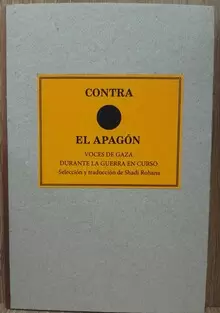 CONTRA
EL APAGÓN
VOCES DE GAZA
DURANTE LA GUERRA EN CURSO
Selección y traducción de Shadi Rohana